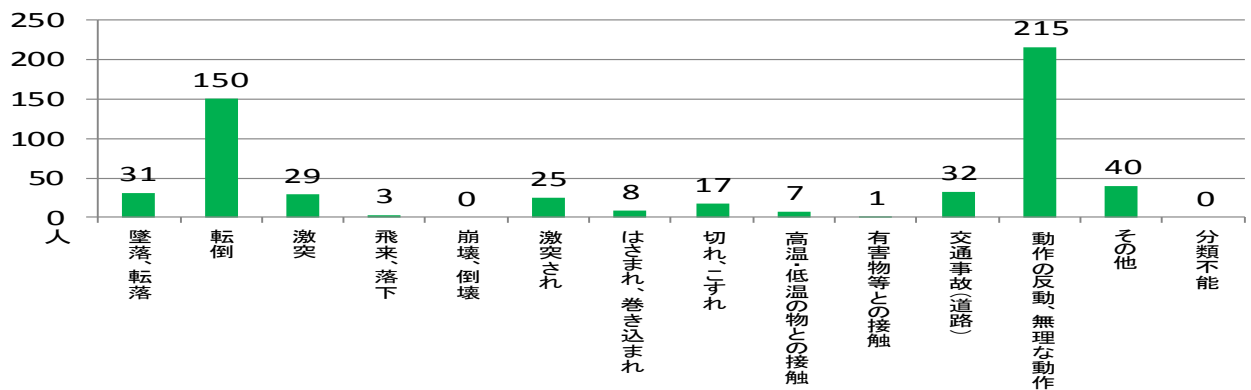 250
200
150
100
50
0
人
31
150
29
3
0
25
8
17
7
1
32
215
40
0
墜落、転落
転倒
激突
飛来、落下
崩壊、倒壊
激突され
はさまれ、巻き込まれ
切れ、こすれ
高温・低温の物との接触
有害物等との接触
交通事故(道路)
動作の反動、無理な動作
その他
分類不能